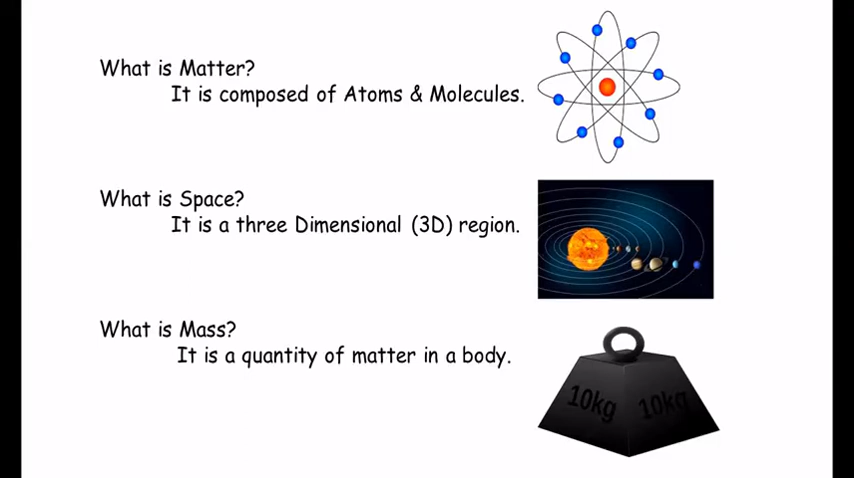 What is Matter?
It is composed of Atoms & Molecules.
What is Space?
It is a three Dimensional (3D) region.
What is Mass?
It is a quantity of matter in a body.
10kg 10kg